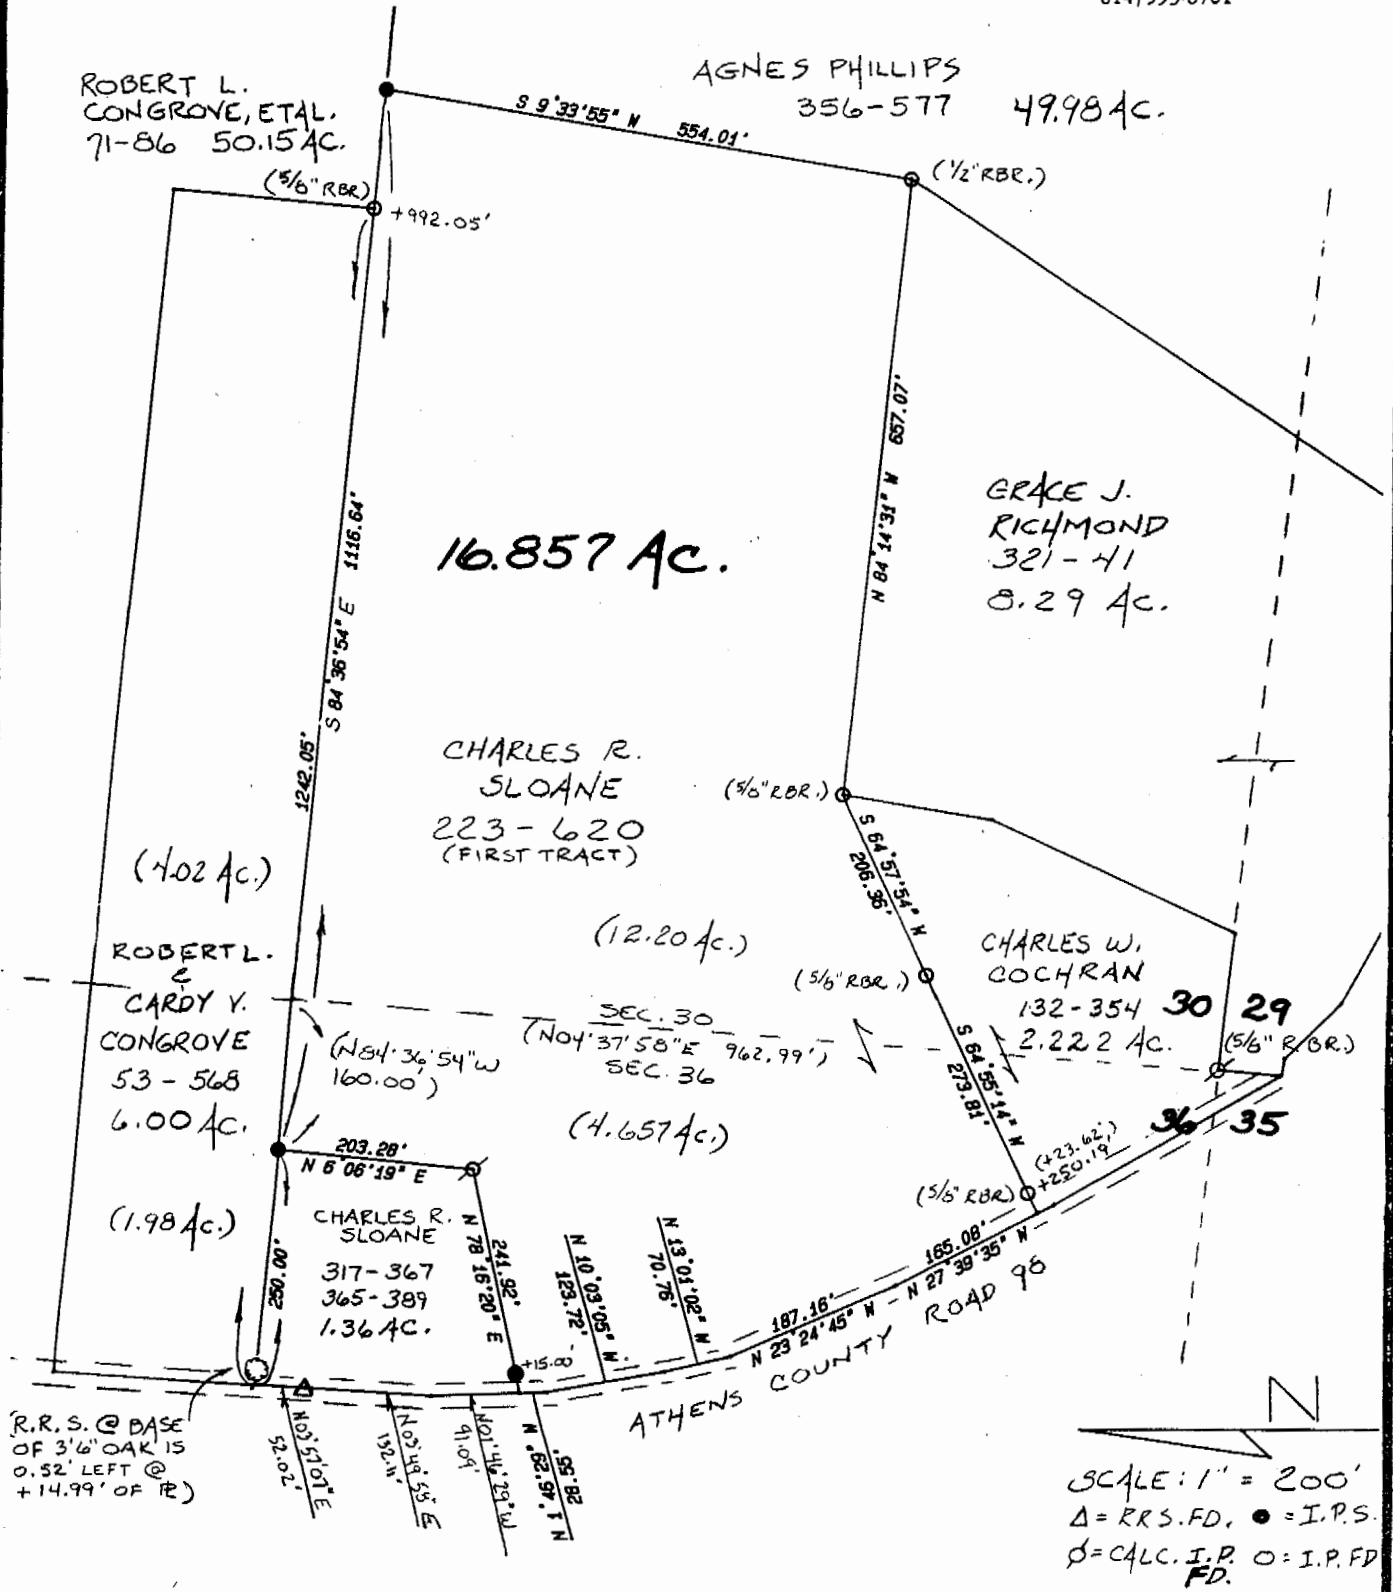 ROBERT L.
CONGROVE, ETAL.
71-86 50.15 AC.
AGNES PHILLIPS
356-577 49.98 AC.
S 9°33'55" W 554.01'
(5/8" RBR)
+992.05'
(1/2" RBR.)
S 84°36'54" E 1116.64'
1242.05'
16.857 AC.
N 84°14'31" W 657.07'
GRACE J.
RICHMOND
321-41
8.29 AC.
CHARLES R.
SLOANE
223-620
(FIRST TRACT)
(5/8" RBR.)
S 64°57'54" W
206.36'
(4.02 AC.)
(12.20 AC.)
ROBERT L.
&
CARDY V.
CONGROVE
53-568
6.00 AC.
(1.98 AC.)
(5/8" RBR.)
CHARLES W.
COCHRAN
132-354
2.222 AC.
30 29
(5/8" RBR.)
SEC. 30
(N04°37'58"E 962.99')
SEC. 36
(N84°36'54"W
160.00')
S 64°55'14" W
273.81'
(4.657 AC.)
36 35
203.28'
N 6°06'19" E
(+23.62')
+250.19
(5/8" RBR)
CHARLES R.
SLOANE
317-367
365-389
1.36 AC.
250.00'
241.92'
N 78°16'20" E
N 10°03'05" W
123.72'
N 13°01'02" W
70.76'
165.08'
N 27°39'35" W
187.16'
N 23°24'45" W
+15.00'
ATHENS COUNTY ROAD 98
R.R.S. @ BASE
OF 3'6" OAK IS
0.52' LEFT @
+14.99' OF ⅊)
N03°57'07"E
52.02'
N03°49'55"E
132.11'
N01°46'29"W
91.09'
55.82
N
SCALE: 1" = 200'
Δ = RRS. FD. ● = I.P.S.
∅ = CALC. I.P. FD. O = I.P. FD